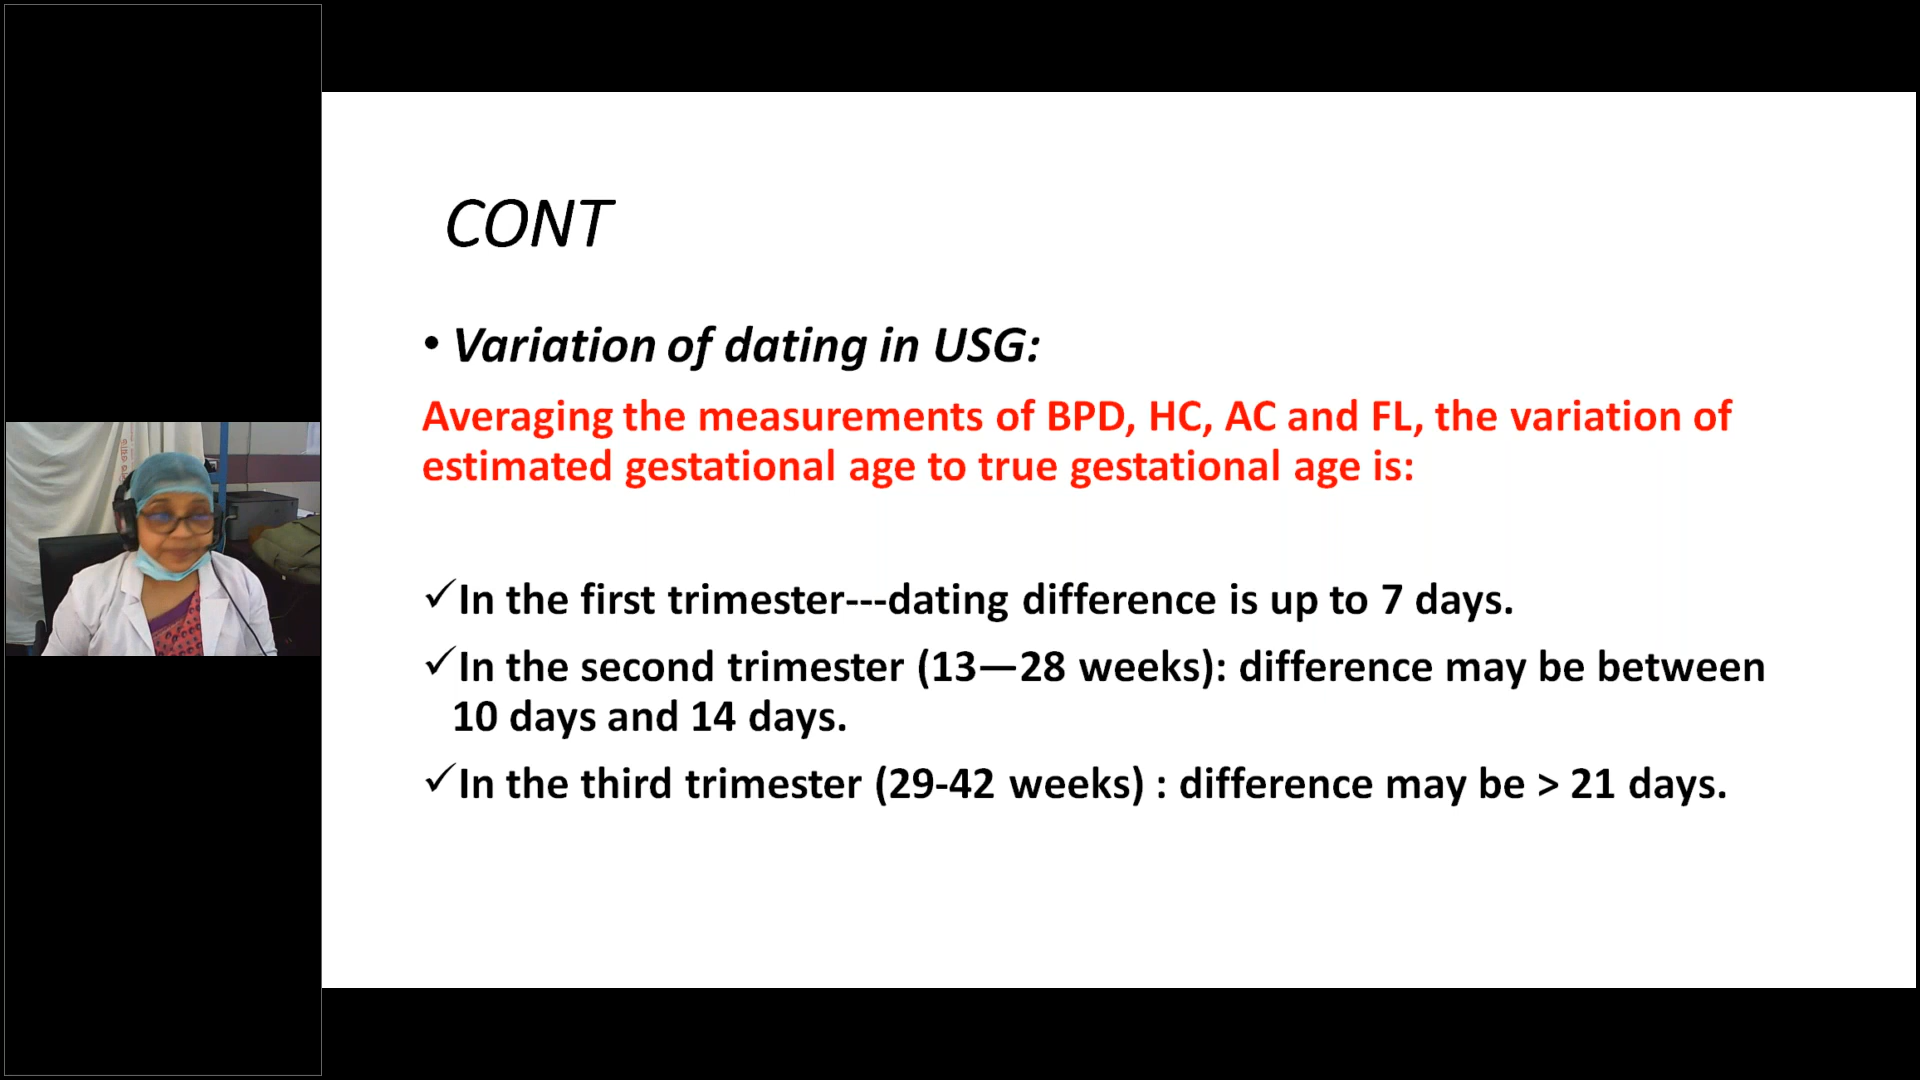 CONT
• Variation of dating in USG:
Averaging the measurements of BPD, HC, AC and FL, the variation of
estimated gestational age to true gestational age is:
✓In the first trimester---dating difference is up to 7 days.
✓In the second trimester (13—28 weeks): difference may be between
10 days and 14 days.
✓In the third trimester (29-42 weeks) : difference may be > 21 days.